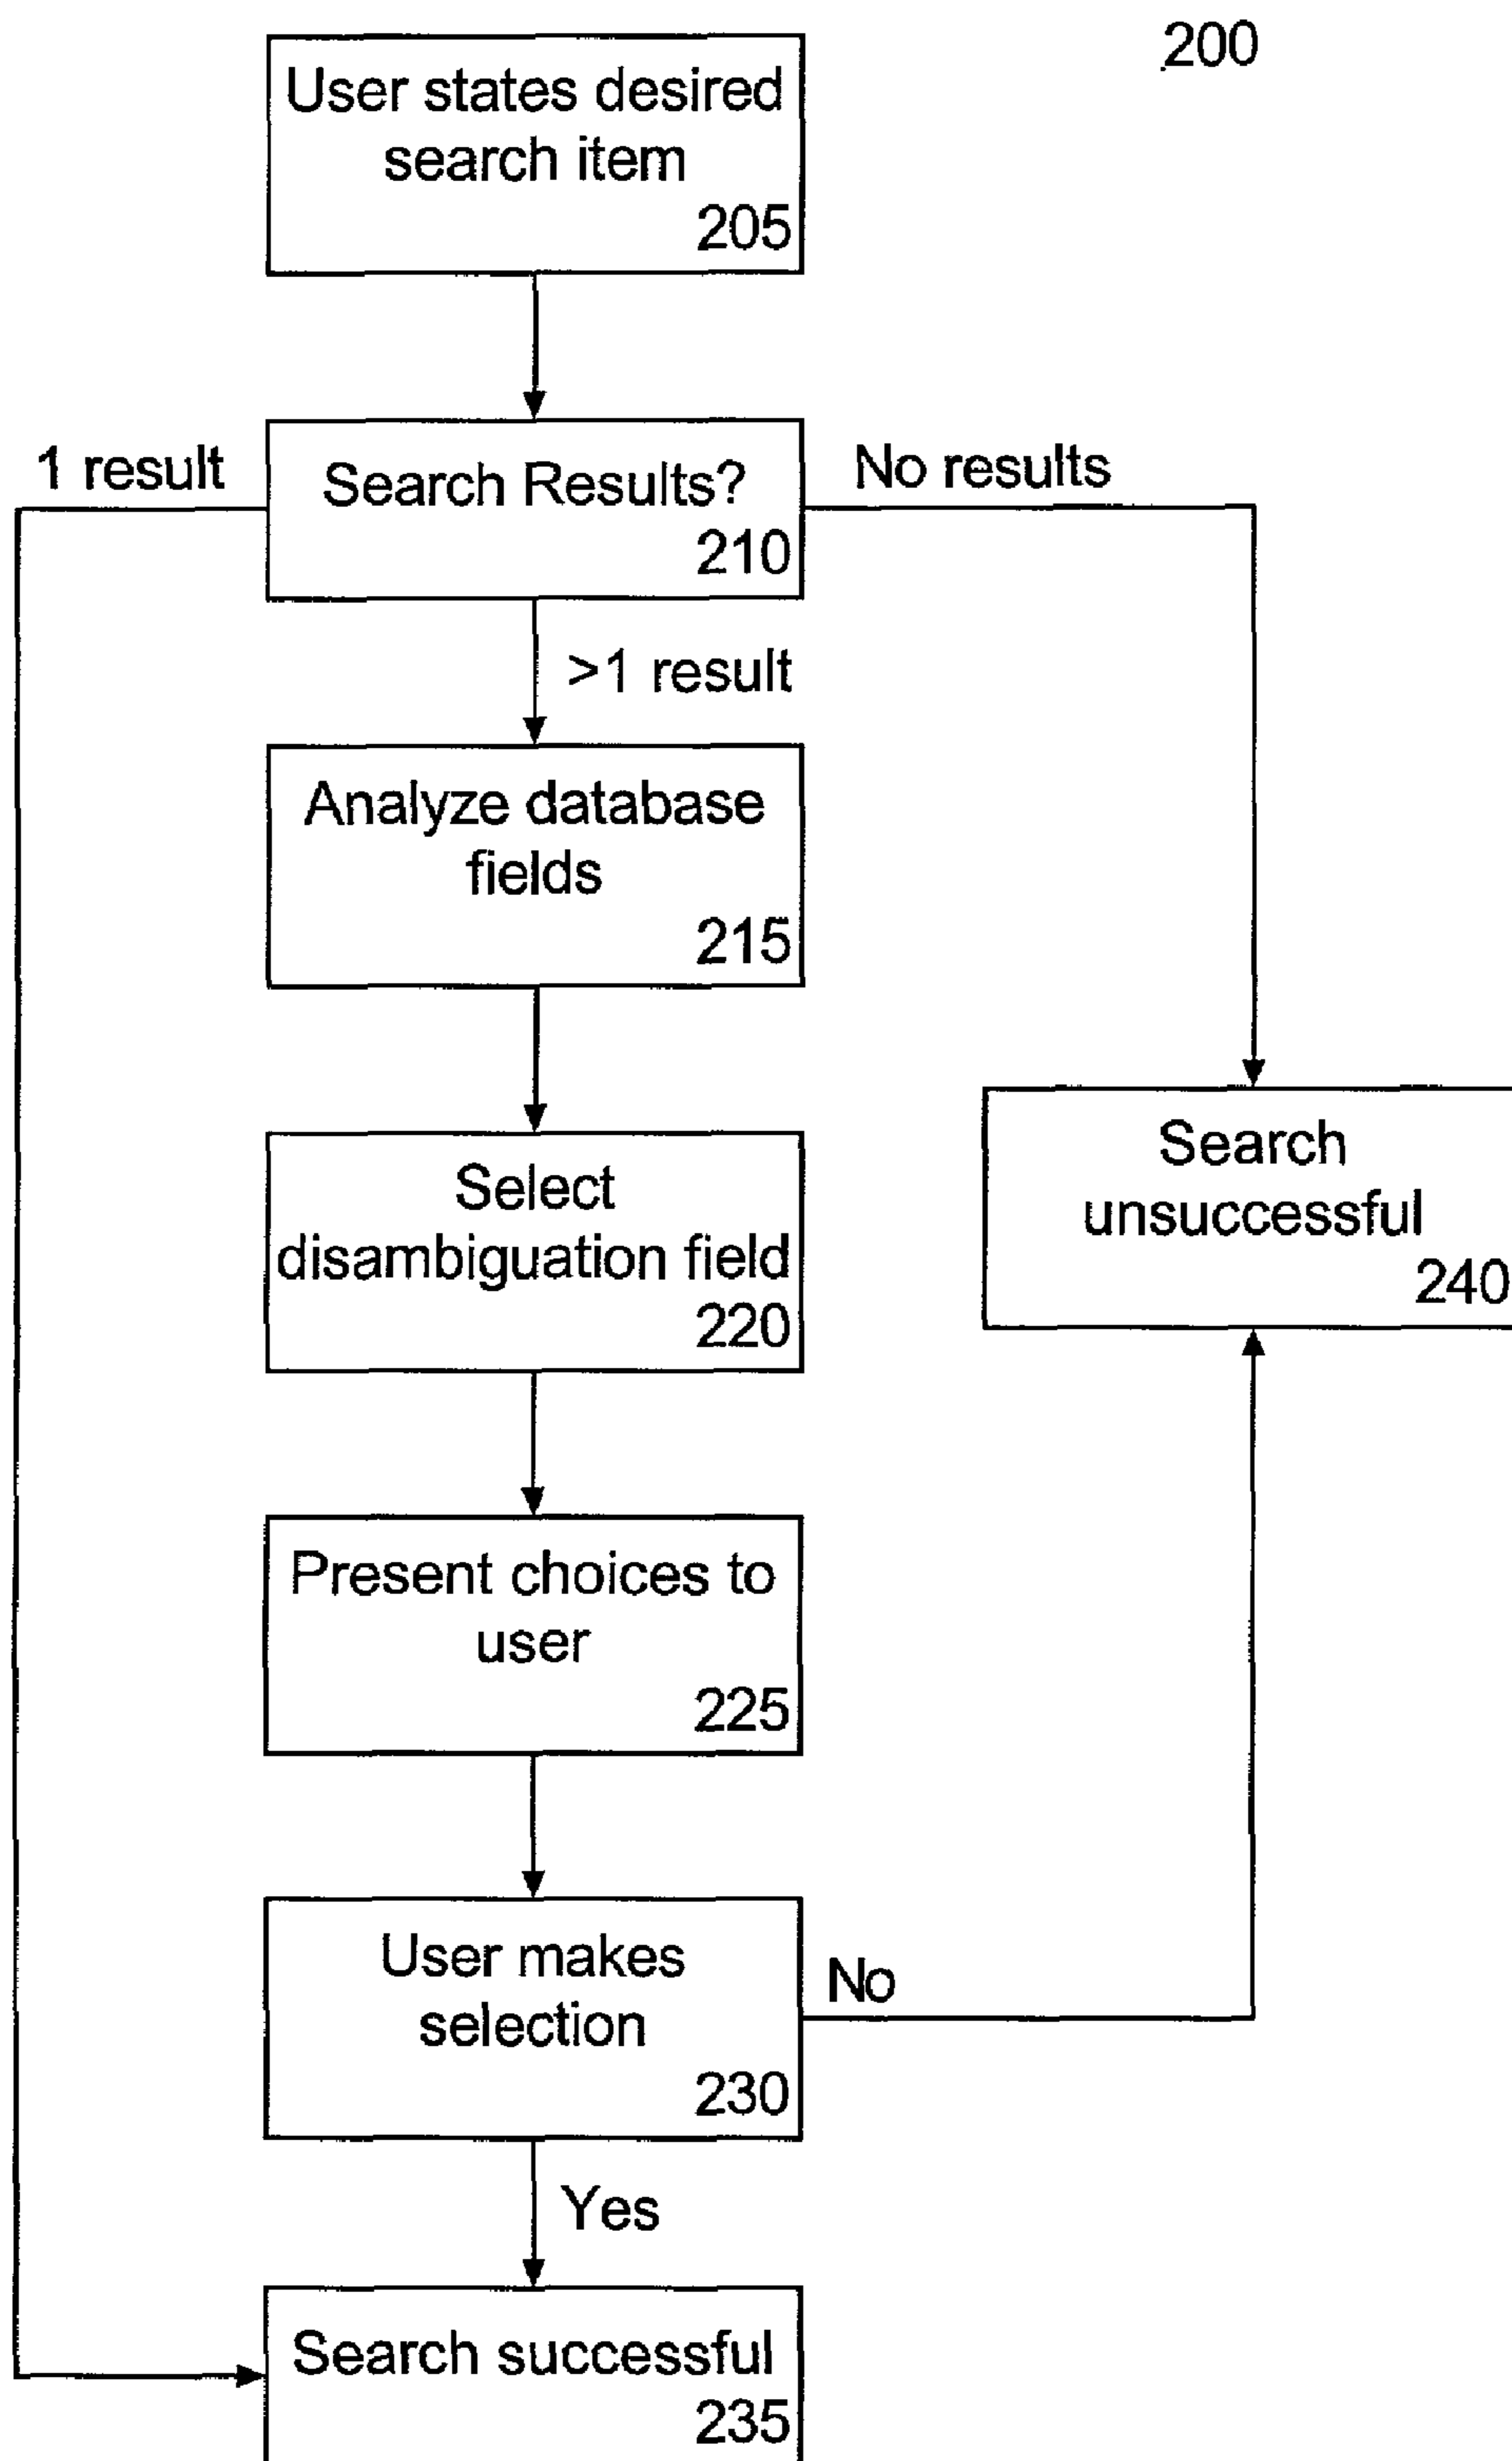 200
User states desired
search item
205
1 result
Search Results?
210
No results
>1 result
Analyze database
fields
215
Select
disambiguation field
220
Search
unsuccessful
240
Present choices to
user
225
User makes
selection
230
No
Yes
Search successful
235